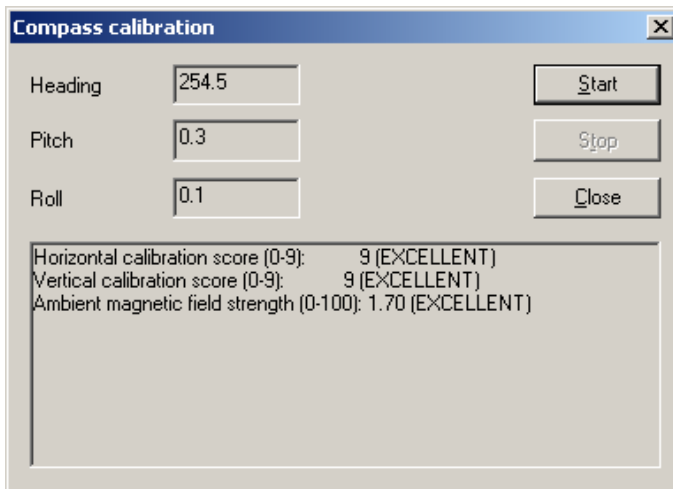 Compass calibration
Heading 254.5 Start
Pitch 0.3 Stop
Roll 0.1 Close
Horizontal calibration score (0-9): 9 (EXCELLENT)
Vertical calibration score (0-9): 9 (EXCELLENT)
Ambient magnetic field strength (0-100): 1.70 (EXCELLENT)